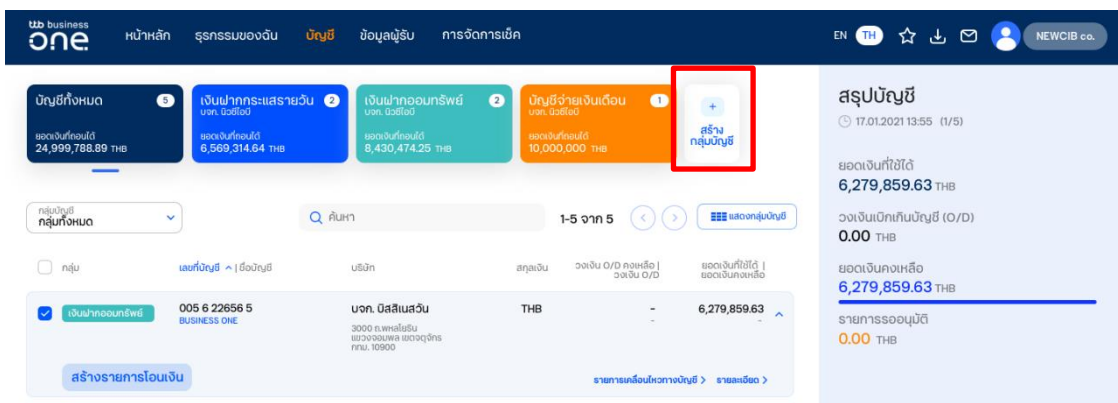 ttb business
one
หน้าหลัก
ธุรกรรมของฉัน
บัญชี
ข้อมูลผู้รับ
การจัดการเช็ค
EN TH
NEWCIB co.
บัญชีทั้งหมด 5
ยอดเงินที่ถอนได้
24,999,788.89 THB
เงินฝากกระแสรายวัน 2
บจก. นิวซีไอบี
ยอดเงินที่ถอนได้
6,569,314.64 THB
เงินฝากออมทรัพย์ 2
บจก. นิวซีไอบี
ยอดเงินที่ถอนได้
8,430,474.25 THB
บัญชีจ่ายเงินเดือน 1
บจก. นิวซีไอบี
ยอดเงินที่ถอนได้
10,000,000 THB
+
สร้าง
กลุ่มบัญชี
กลุ่มบัญชี
กลุ่มทั้งหมด
ค้นหา
1-5 จาก 5
แสดงกลุ่มบัญชี
กลุ่ม
เลขที่บัญชี | ชื่อบัญชี
บริษัท
สกุลเงิน
วงเงิน O/D คงเหลือ |
วงเงิน O/D
ยอดเงินที่ใช้ได้ |
ยอดเงินคงเหลือ
เงินฝากออมทรัพย์
005 6 22656 5
BUSINESS ONE
บจก. บิสสิเนสวัน
3000 ถ.พหลโยธิน
แขวงจอมพล เขตจตุจักร
กทม. 10900
THB
-
-
6,279,859.63
-
สร้างรายการโอนเงิน
รายการเคลื่อนไหวทางบัญชี >
รายละเอียด >
สรุปบัญชี
17.01.2021 13:55 (1/5)
ยอดเงินที่ใช้ได้
6,279,859.63 THB
วงเงินเบิกเกินบัญชี (O/D)
0.00 THB
ยอดเงินคงเหลือ
6,279,859.63 THB
รายการรออนุมัติ
0.00 THB